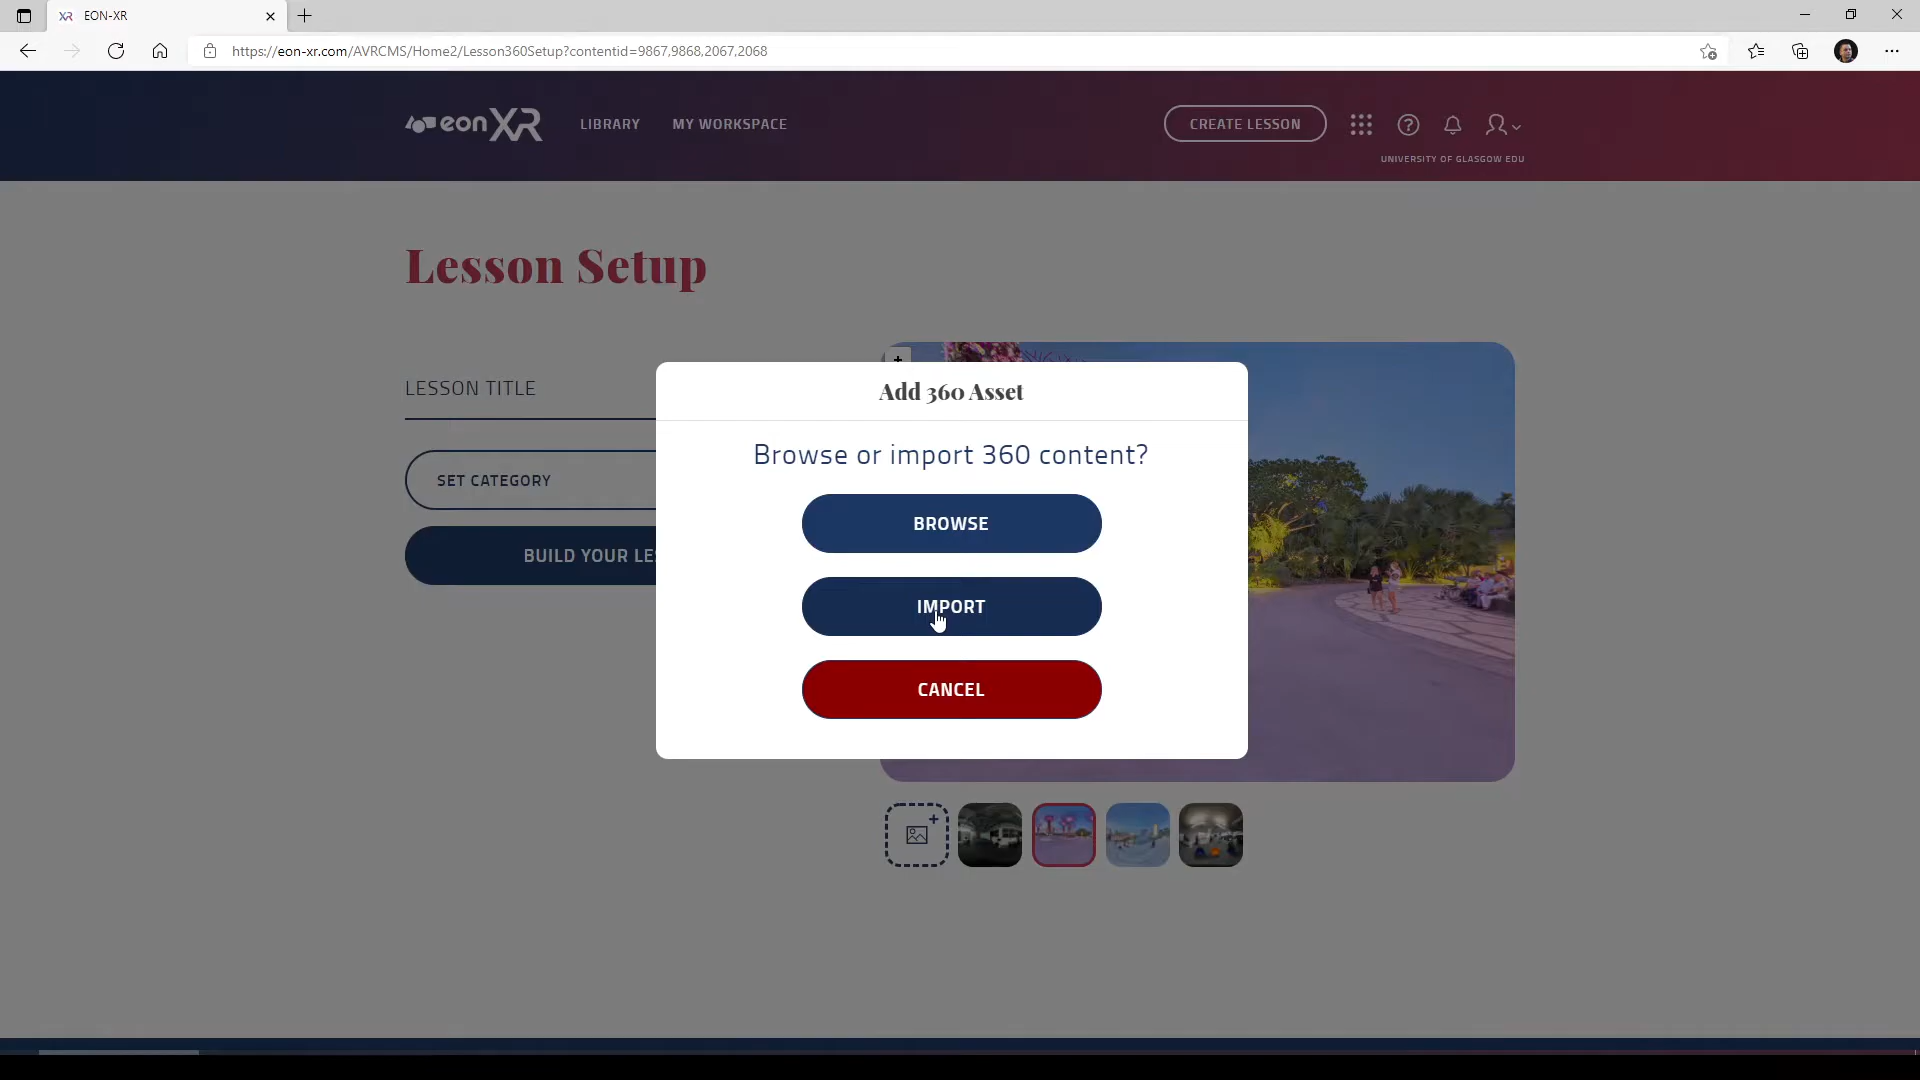 EON-XR
https://eon-xr.com/AVRCMS/Home2/Lesson360Setup?contentid=9867,9868,2067,2068
eonXR
LIBRARY
MY WORKSPACE
CREATE LESSON
UNIVERSITY OF GLASGOW EDU
Lesson Setup
LESSON TITLE
SET CATEGORY
BUILD YOUR LES
Add 360 Asset
Browse or import 360 content?
BROWSE
IMPORT
CANCEL